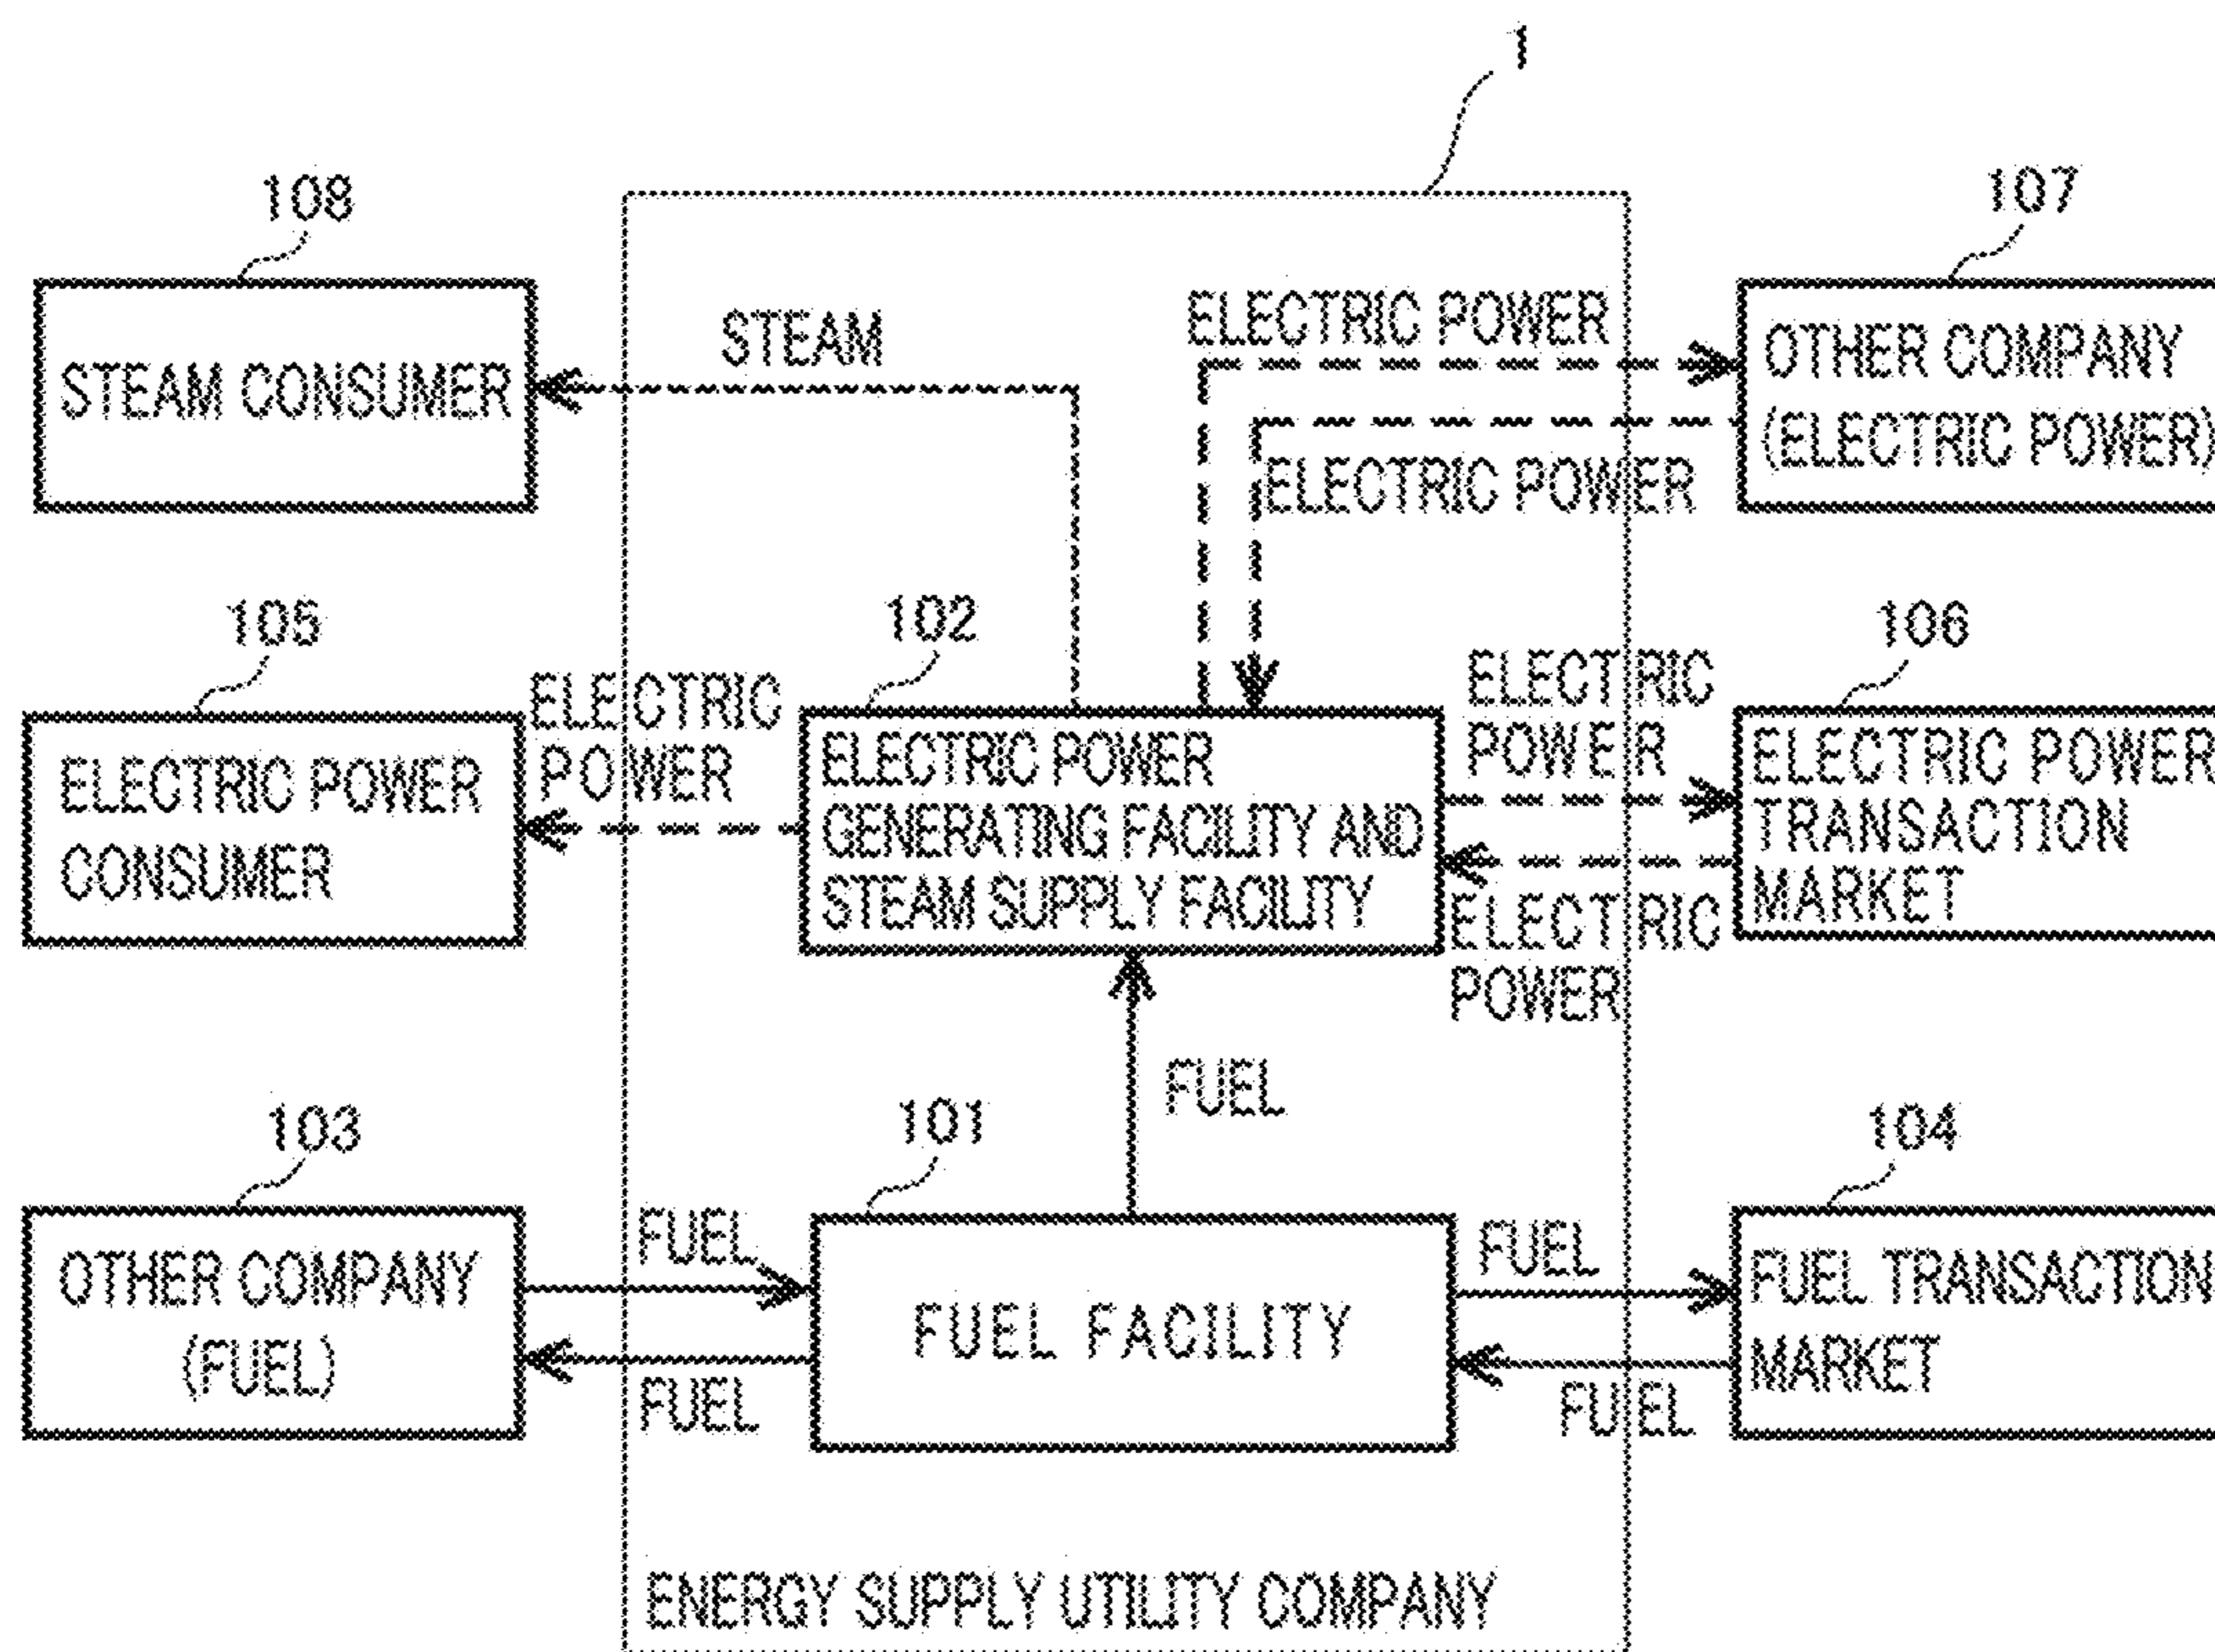 1
108
107
STEAM
ELECTRIC POWER
STEAM CONSUMER
OTHER COMPANY
(ELECTRIC POWER)
ELECTRIC POWER
105
102
106
ELECTRIC
POWER
ELECTRIC POWER
CONSUMER
ELECTRIC POWER
GENERATING FACILITY AND
STEAM SUPPLY FACILITY
ELECTRIC
POWER
ELECTRIC POWER
TRANSACTION
MARKET
ELECTRIC
POWER
FUEL
103
101
104
OTHER COMPANY
(FUEL)
FUEL
FUEL
FUEL FACILITY
FUEL
FUEL
FUEL TRANSACTION
MARKET
ENERGY SUPPLY UTILITY COMPANY